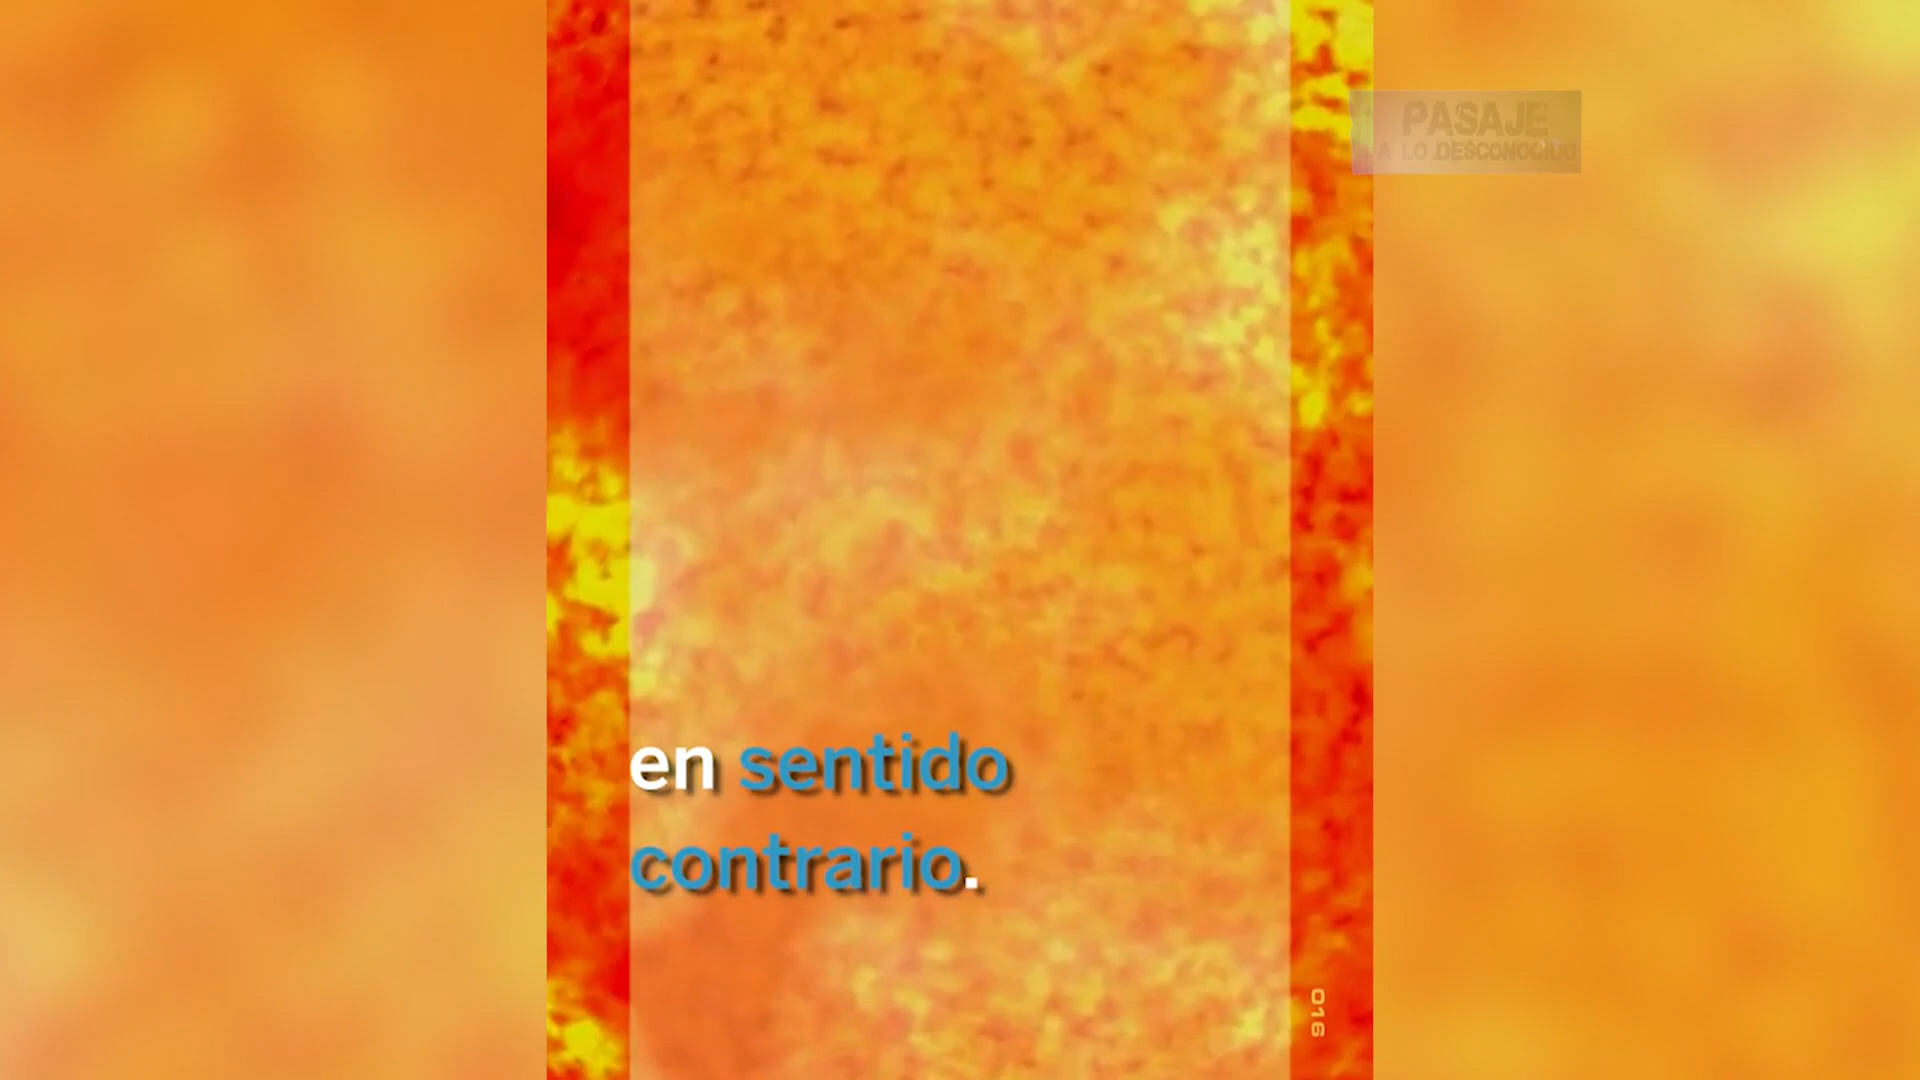 PASAJE
A LO DESCONOCIDO
en sentido
contrario.
016